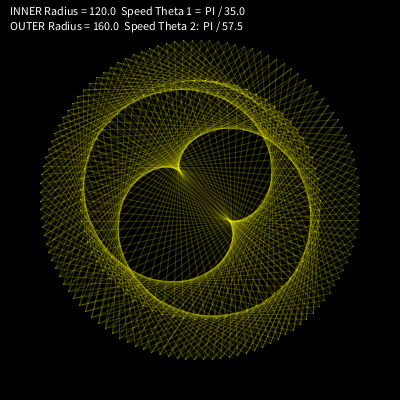 INNER Radius = 120.0  Speed Theta 1 = PI / 35.0
OUTER Radius = 160.0  Speed Theta 2: PI / 57.5